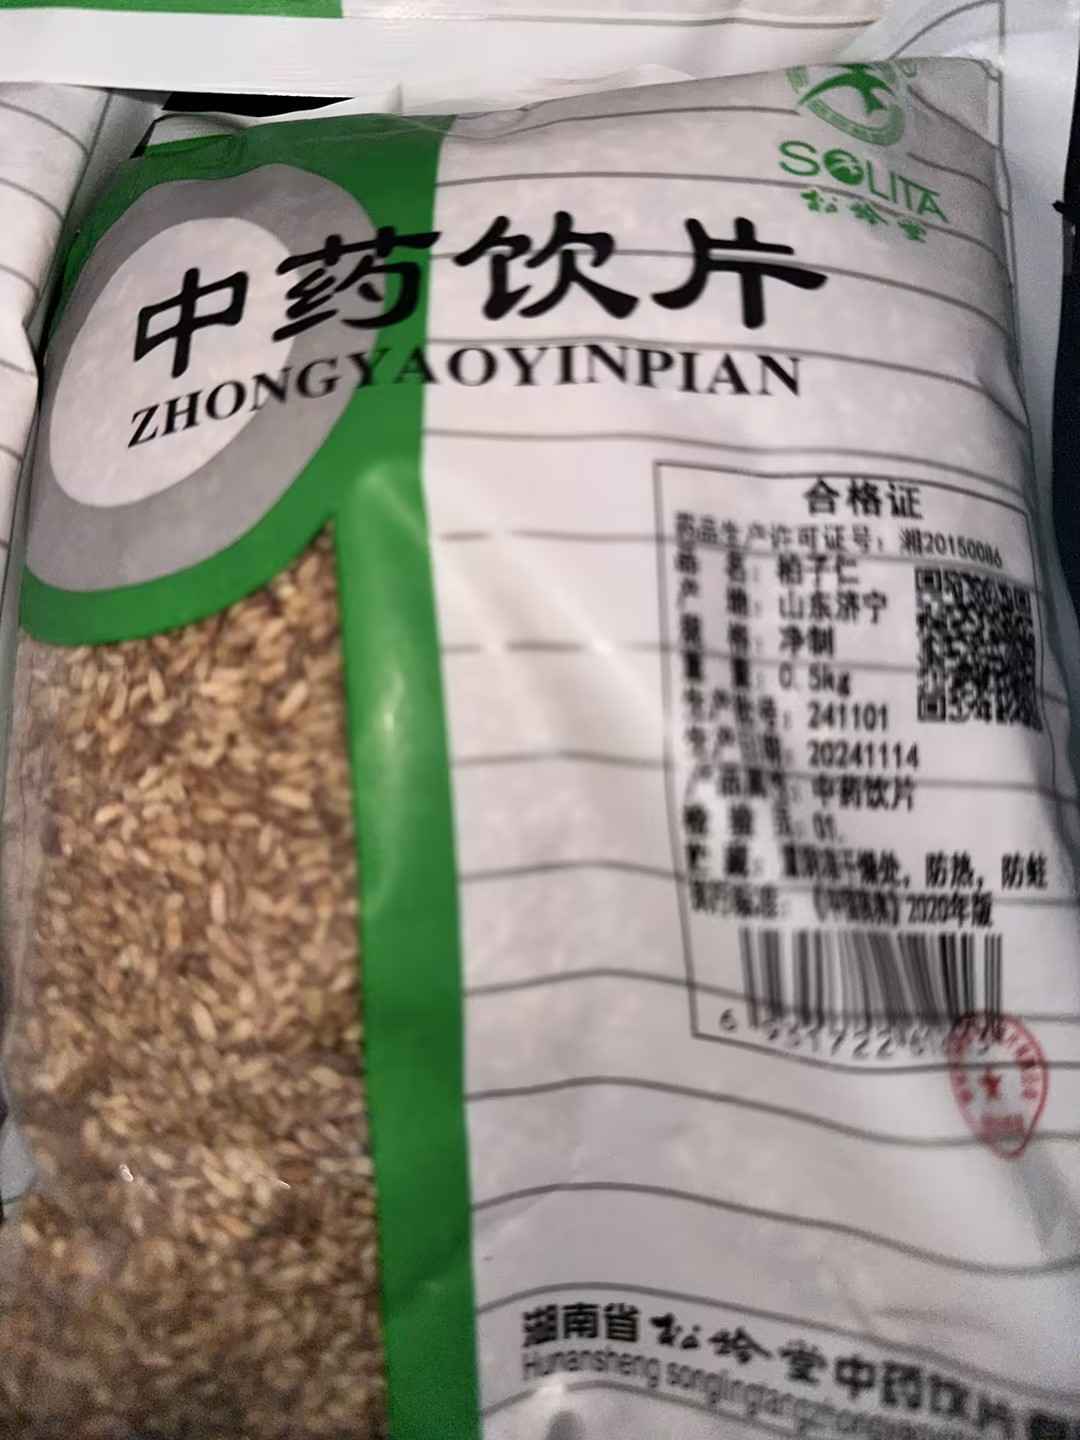 SOLITA
松龄堂
中药饮片
ZHONGYAOYINPIAN
合格证
药品生产许可证号：湘20150086
品 名：柏子仁
产 地：山东济宁
规 格：净制
重 量：0.5kg
生产批号：241101
生产日期：20241114
产品属性：中药饮片
检 验 员：01
贮 藏：置阴凉干燥处，防热，防蛀
执行标准：《中国药典》2020年版
湖南省松龄堂中药饮片
Hunansheng songlingtangzhongyao